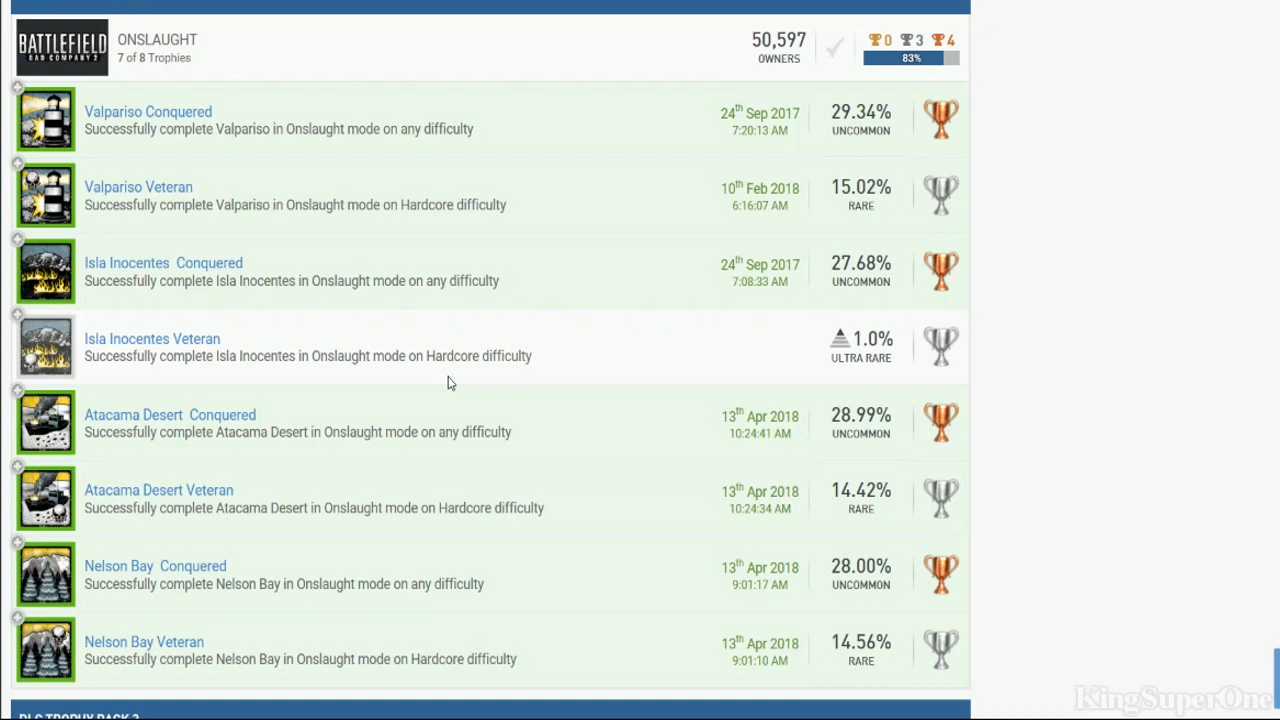 BATTLEFIELD
BAD COMPANY 2
ONSLAUGHT
7 of 8 Trophies
50,597
OWNERS
0 3 4
83%
Valpariso Conquered
Successfully complete Valpariso in Onslaught mode on any difficulty
24th Sep 2017
7:20:13 AM
29.34%
UNCOMMON
Valpariso Veteran
Successfully complete Valpariso in Onslaught mode on Hardcore difficulty
10th Feb 2018
6:16:07 AM
15.02%
RARE
Isla Inocentes Conquered
Successfully complete Isla Inocentes in Onslaught mode on any difficulty
24th Sep 2017
7:08:33 AM
27.68%
UNCOMMON
Isla Inocentes Veteran
Successfully complete Isla Inocentes in Onslaught mode on Hardcore difficulty
1.0%
ULTRA RARE
Atacama Desert Conquered
Successfully complete Atacama Desert in Onslaught mode on any difficulty
13th Apr 2018
10:24:41 AM
28.99%
UNCOMMON
Atacama Desert Veteran
Successfully complete Atacama Desert in Onslaught mode on Hardcore difficulty
13th Apr 2018
10:24:34 AM
14.42%
RARE
Nelson Bay Conquered
Successfully complete Nelson Bay in Onslaught mode on any difficulty
13th Apr 2018
9:01:17 AM
28.00%
UNCOMMON
Nelson Bay Veteran
Successfully complete Nelson Bay in Onslaught mode on Hardcore difficulty
13th Apr 2018
9:01:10 AM
14.56%
RARE
KingSuperOne
DLC TROPHY PACK 2